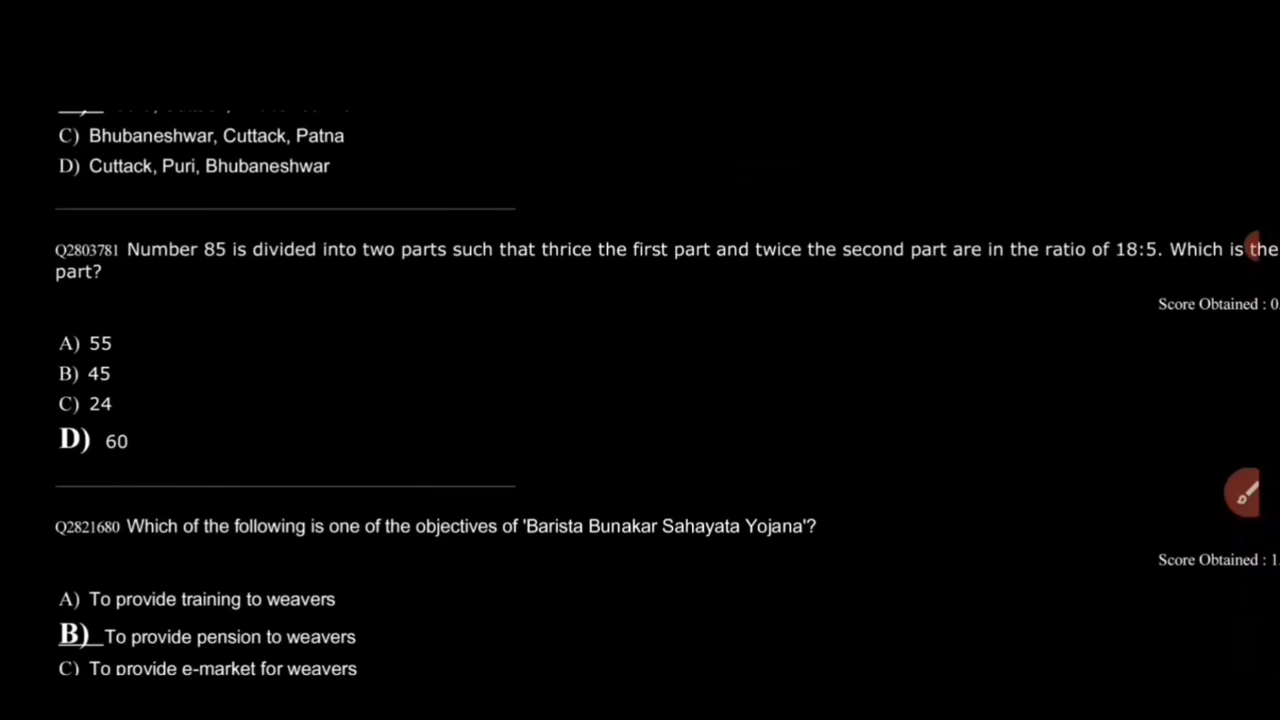 C) Bhubaneshwar, Cuttack, Patna
D) Cuttack, Puri, Bhubaneshwar
Q2803781 Number 85 is divided into two parts such that thrice the first part and twice the second part are in the ratio of 18:5. Which is the
part?
Score Obtained : 0.
A) 55
B) 45
C) 24
D) 60
Q2821680 Which of the following is one of the objectives of 'Barista Bunakar Sahayata Yojana'?
Score Obtained : 1.
A) To provide training to weavers
B) To provide pension to weavers
C) To provide e-market for weavers